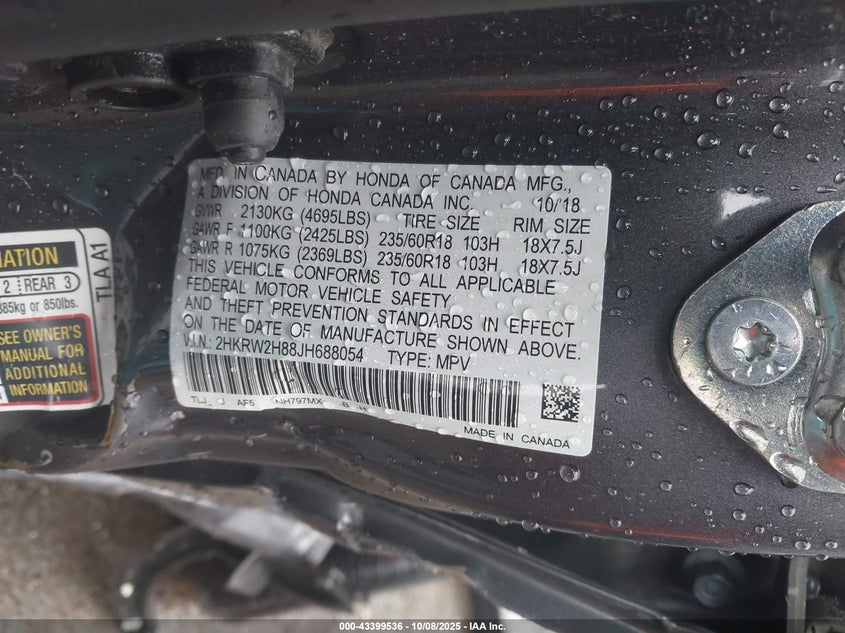 MFD. IN CANADA BY HONDA OF CANADA MFG.,
A DIVISION OF HONDA CANADA INC. 10/18
GVWR 2130KG (4695LBS) TIRE SIZE RIM SIZE
GAWR F 1100KG (2425LBS) 235/60R18 103H 18X7.5J
GAWR R 1075KG (2369LBS) 235/60R18 103H 18X7.5J
THIS VEHICLE CONFORMS TO ALL APPLICABLE
FEDERAL MOTOR VEHICLE SAFETY
AND THEFT PREVENTION STANDARDS IN EFFECT
ON THE DATE OF MANUFACTURE SHOWN ABOVE.
V.I.N: 2HKRW2H88JH688054 TYPE: MPV
AF5 NH797MX -B
MADE IN CANADA
MATION
2 REAR 3
385kg or 850lbs.
SEE OWNER'S
MANUAL FOR
ADDITIONAL
INFORMATION
TLA A1
000-43399536 - 10/08/2025 - IAA Inc.